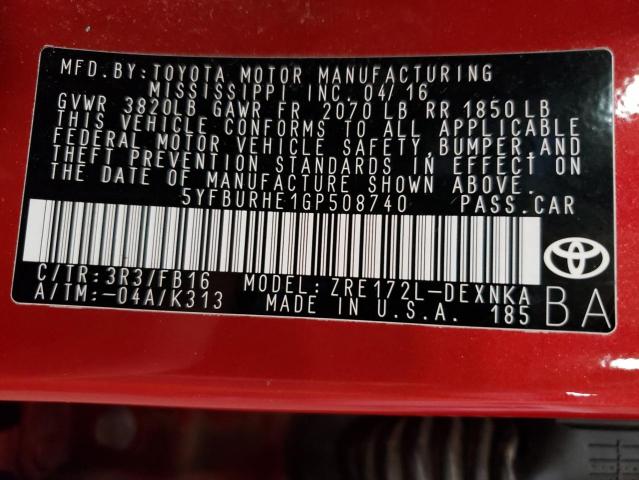 MFD.BY:TOYOTA MOTOR MANUFACTURING
MISSISSIPPI INC. 04/16
GVWR 3820LB GAWR FR 2070 LB RR 1850 LB
THIS VEHICLE CONFORMS TO ALL APPLICABLE
FEDERAL MOTOR VEHICLE SAFETY,BUMPER,AND
THEFT PREVENTION STANDARDS IN EFFECT ON
THE DATE OF MANUFACTURE SHOWN ABOVE.
5YFBURHE1GP508740 PASS.CAR
C/TR:3R3/FB16 MODEL:ZRE172L-DEXNKA
A/TM:-04A/K313 MADE IN U.S.A. 185
BA